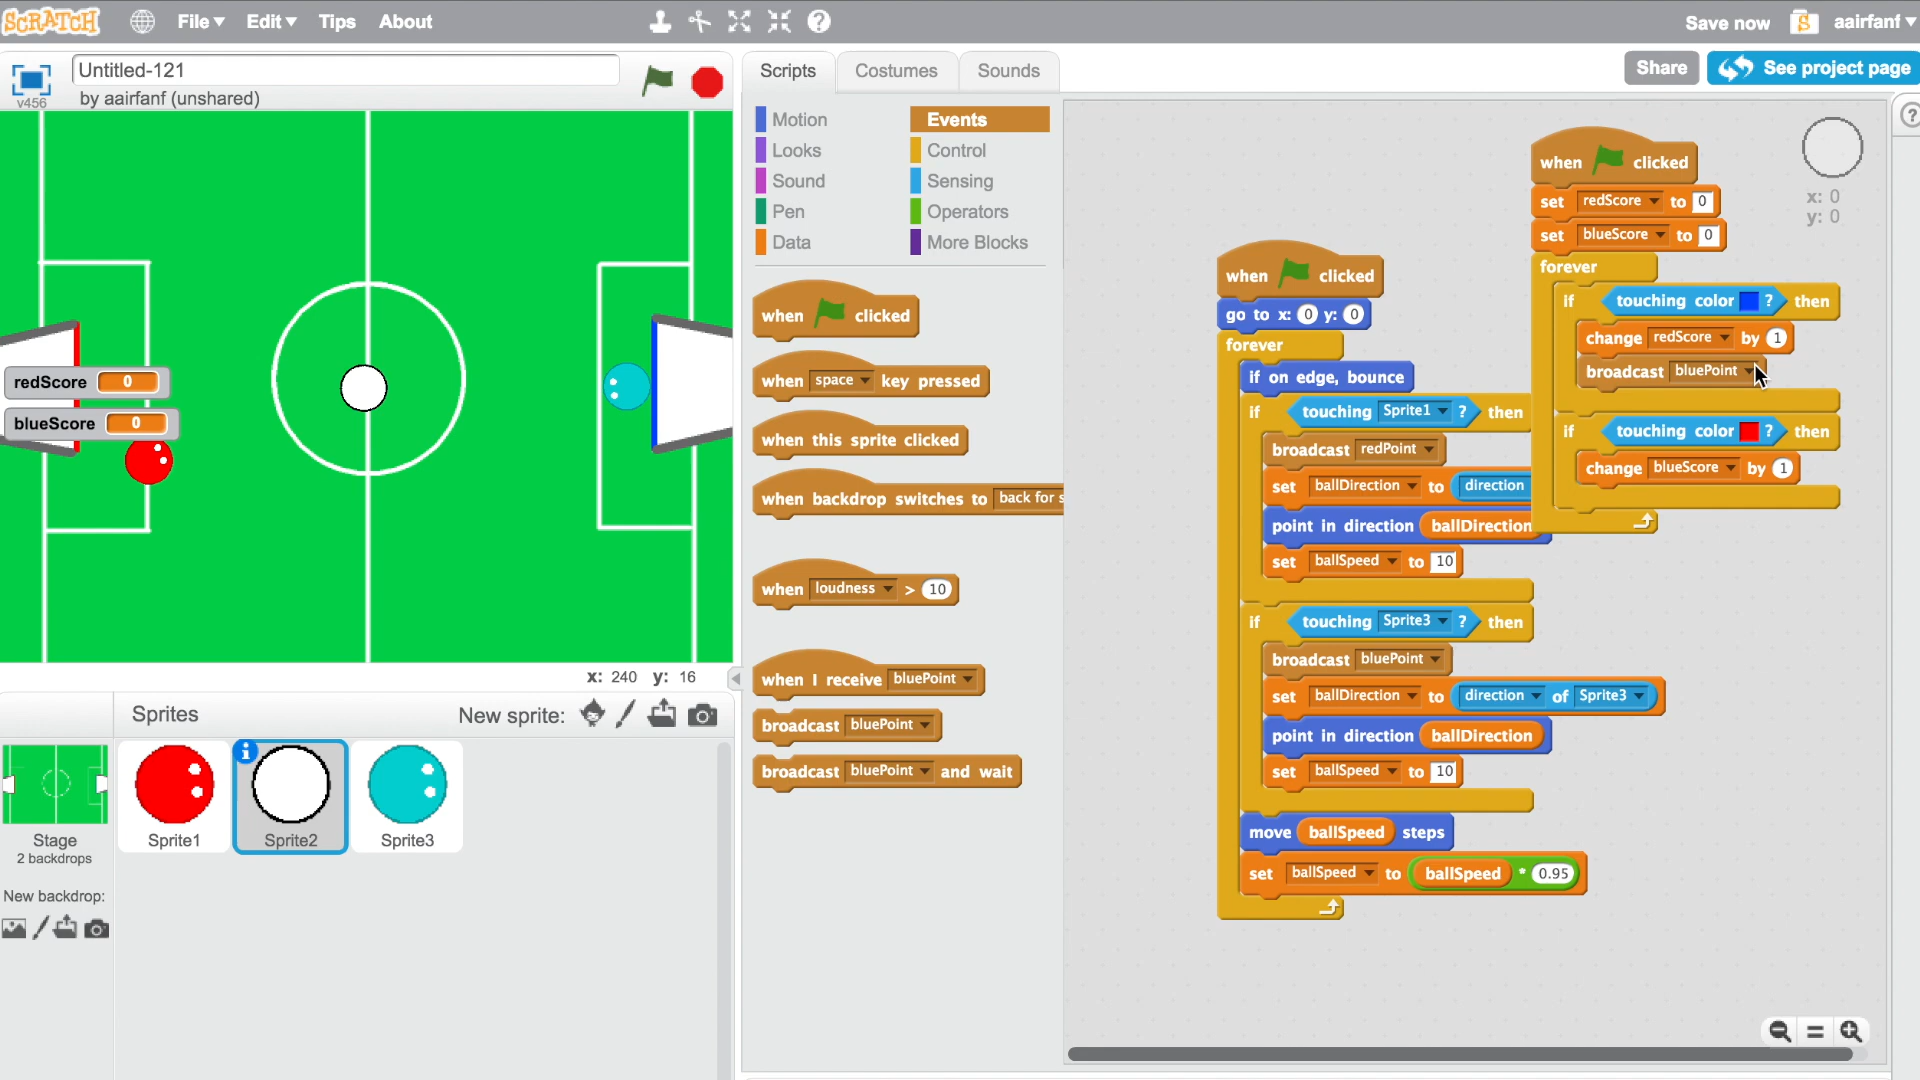 SCRATCH File Edit Tips About Save now S aairfanf
v456 Untitled-121
by aairfanf (unshared)
Scripts Costumes Sounds Share See project page
Motion Events
Looks Control
Sound Sensing
Pen Operators
Data More Blocks
when clicked
when space key pressed
when this sprite clicked
when backdrop switches to back for s
when loudness > 10
when I receive bluePoint
broadcast bluePoint
broadcast bluePoint and wait
redScore 0
blueScore 0
x: 240 y: 16
Sprites New sprite:
Stage
2 backdrops
New backdrop:
Sprite1 Sprite2 Sprite3
when clicked
go to x: 0 y: 0
forever
if on edge, bounce
if touching Sprite1 ? then
broadcast redPoint
set ballDirection to direction
point in direction ballDirection
set ballSpeed to 10
if touching Sprite3 ? then
broadcast bluePoint
set ballDirection to direction of Sprite3
point in direction ballDirection
set ballSpeed to 10
move ballSpeed steps
set ballSpeed to ballSpeed * 0.95
when clicked
set redScore to 0
set blueScore to 0
forever
if touching color ? then
change redScore by 1
broadcast bluePoint
if touching color ? then
change blueScore by 1
x: 0
y: 0
?